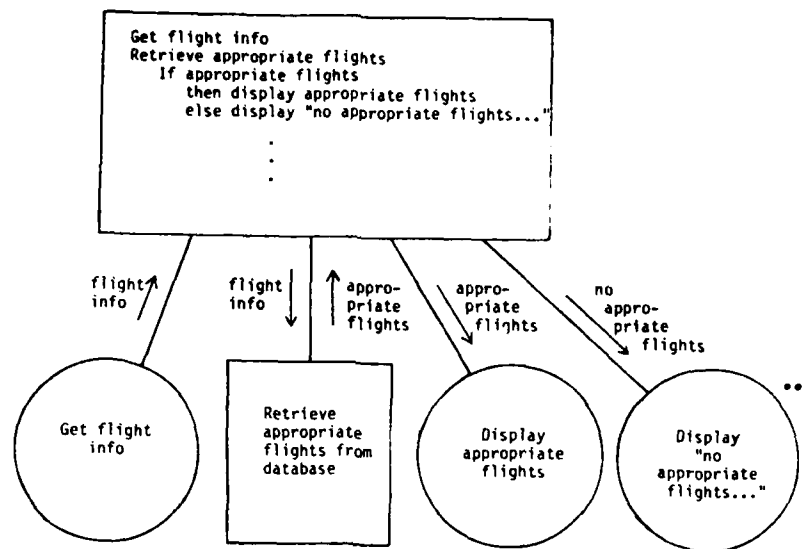 Get flight info
Retrieve appropriate flights
If appropriate flights
then display appropriate flights
else display "no appropriate flights..."
.
.
.
flight
info
flight
info
appro-
priate
flights
appro-
priate
flights
no
appro-
priate
flights
Get flight
info
Retrieve
appropriate
flights from
database
Display
appropriate
flights
Display
"no
appropriate
flights..."
..